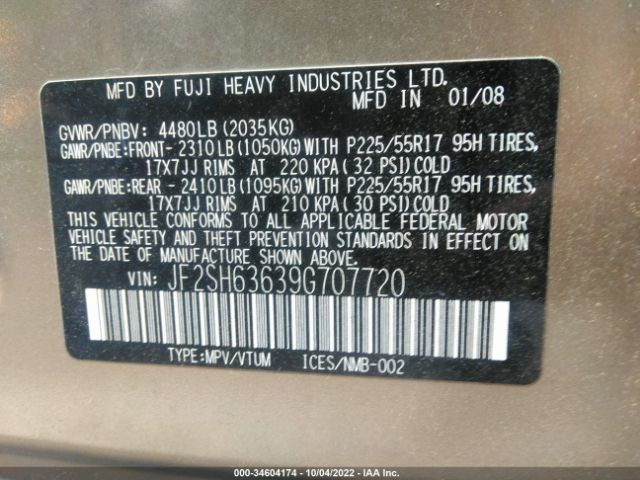 MFD BY FUJI HEAVY INDUSTRIES LTD.
MFD IN 01/08
GVWR/PNBV: 4480LB(2035KG)
GAWR/PNBE:FRONT-2310LB(1050KG)WITH P225/55R17 95H TIRES,
17X7JJ RIMS AT 220 KPA(32 PSI)COLD
GAWR/PNBE:REAR -2410LB(1095KG)WITH P225/55R17 95H TIRES,
17X7JJ RIMS AT 210 KPA(30 PSI)COLD
THIS VEHICLE CONFORMS TO ALL APPLICABLE FEDERAL MOTOR
VEHICLE SAFETY AND THEFT PREVENTION STANDARDS IN EFFECT ON
THE DATE OF MANUFACTURE SHOWN ABOVE.
VIN: JF2SH63639G707720
TYPE:MPV/VTUM ICES/NMB-002
000-34604174 | 10/04/2022 | IAA Inc.